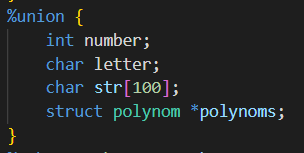 %union {
    int number;
    char letter;
    char str[100];
    struct polynom *polynoms;
}